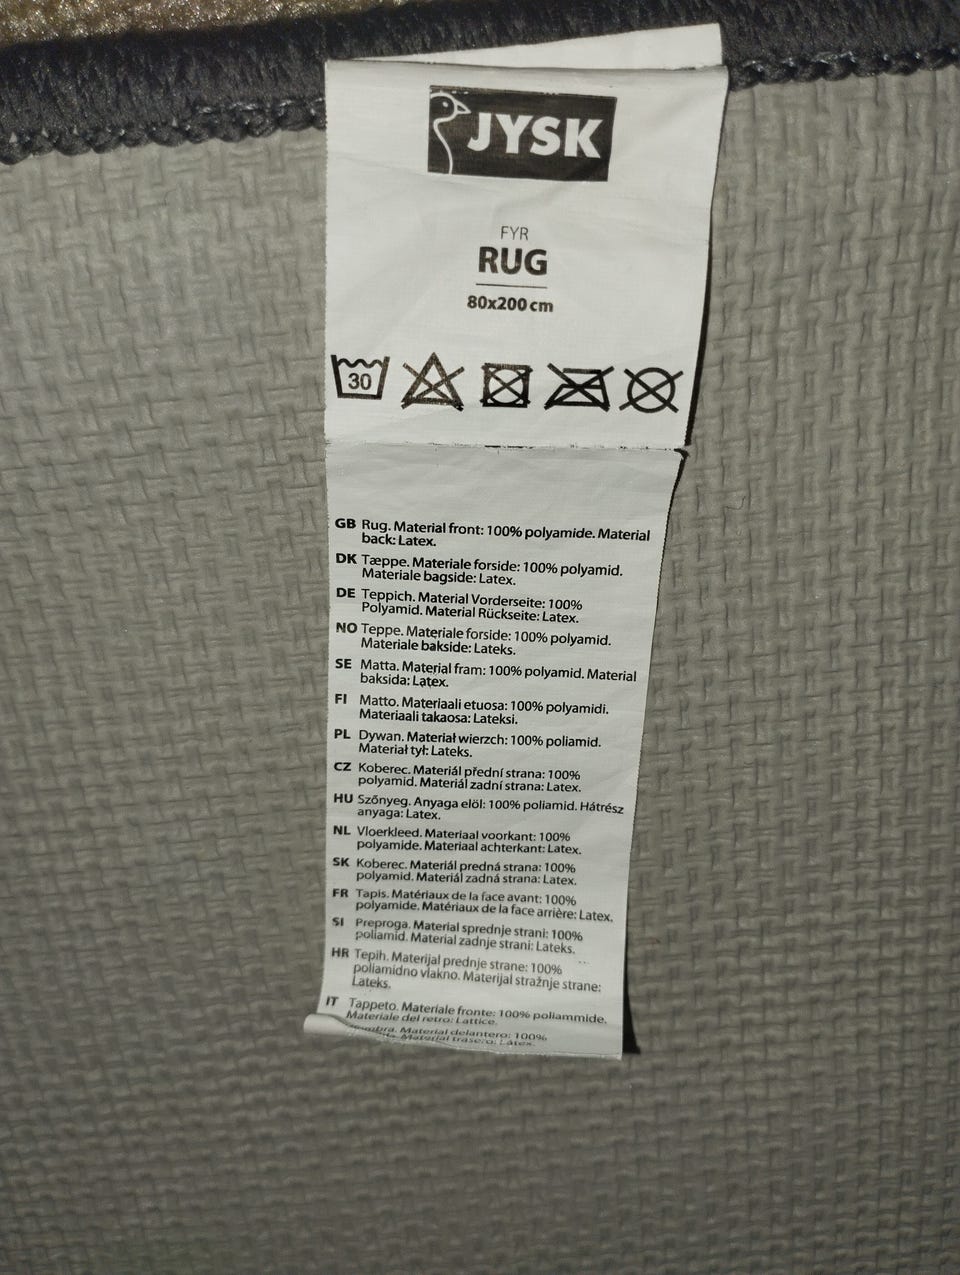 JYSK
FYR
RUG
80x200 cm
30
GB Rug. Material front: 100% polyamide. Material
back: Latex.
DK Tæppe. Materiale forside: 100% polyamid.
Materiale bagside: Latex.
DE Teppich. Material Vorderseite: 100%
Polyamid. Material Rückseite: Latex.
NO Teppe. Materiale forside: 100% polyamid.
Materiale bakside: Lateks.
SE Matta. Material fram: 100% polyamid. Material
baksida: Latex.
FI Matto. Materiaali etuosa: 100% polyamidi.
Materiaali takaosa: Lateksi.
PL Dywan. Materiał wierzch: 100% poliamid.
Materiał tył: Lateks.
CZ Koberec. Materiál přední strana: 100%
polyamid. Materiál zadní strana: Latex.
HU Szőnyeg. Anyaga elöl: 100% poliamid. Hátrész
anyaga: Latex.
NL Vloerkleed. Materiaal voorkant: 100%
polyamide. Materiaal achterkant: Latex.
SK Koberec. Materiál predná strana: 100%
polyamid. Materiál zadná strana: Latex.
FR Tapis. Matériaux de la face avant: 100%
polyamide. Matériaux de la face arrière: Latex.
SI Preproga. Material sprednje strani: 100%
poliamid. Material zadnje strani: Lateks.
HR Tepih. Materijal prednje strane: 100%
poliamidno vlakno. Materijal stražnje strane:
Lateks.
IT Tappeto. Materiale fronte: 100% poliammide.
Materiale del retro: Lattice.
Material delantero: 100%
Material trasero: Látex.